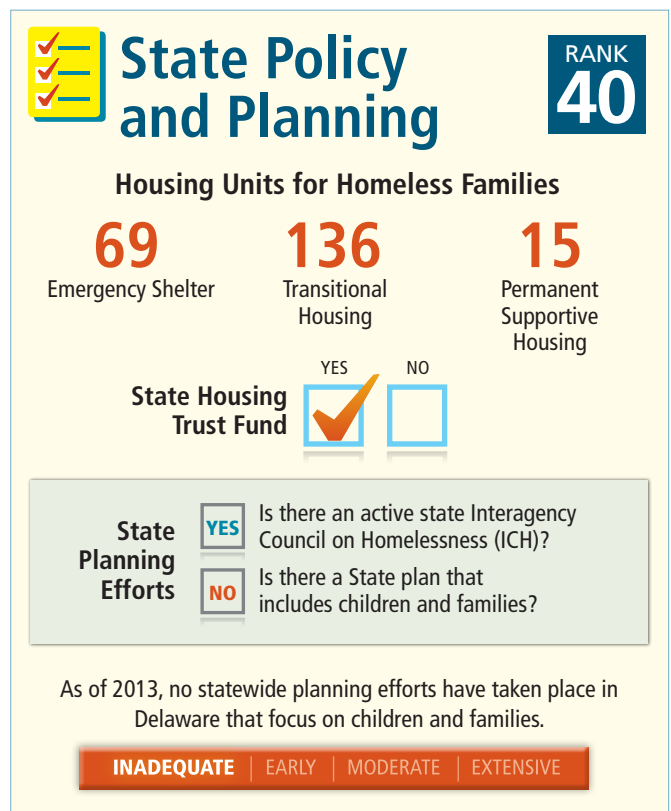 State Policy
and Planning
RANK
40
Housing Units for Homeless Families
69
Emergency Shelter
136
Transitional
Housing
15
Permanent
Supportive
Housing
YES
NO
State Housing
Trust Fund
State
Planning
Efforts
YES
Is there an active state Interagency
Council on Homelessness (ICH)?
NO
Is there a State plan that
includes children and families?
As of 2013, no statewide planning efforts have taken place in
Delaware that focus on children and families.
INADEQUATE | EARLY | MODERATE | EXTENSIVE